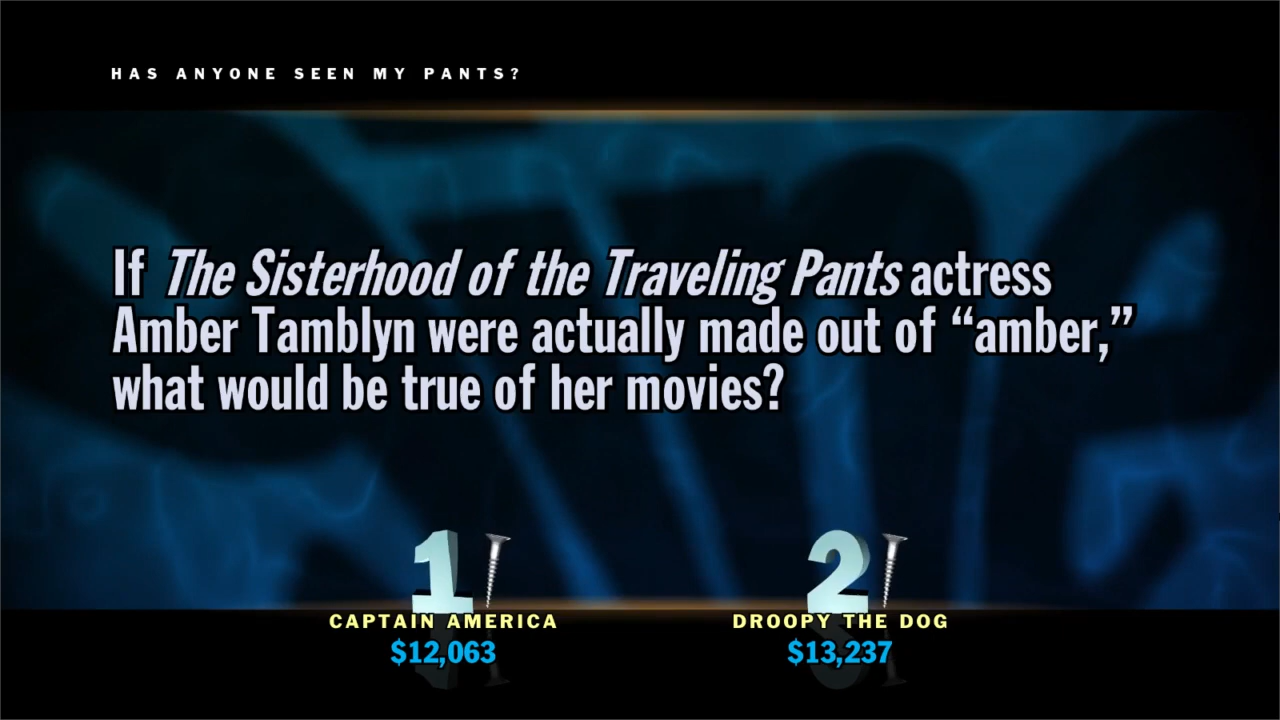 HAS ANYONE SEEN MY PANTS?
If The Sisterhood of the Traveling Pants actress
Amber Tamblyn were actually made out of “amber,”
what would be true of her movies?
1
2
CAPTAIN AMERICA
DROOPY THE DOG
$12,063
$13,237